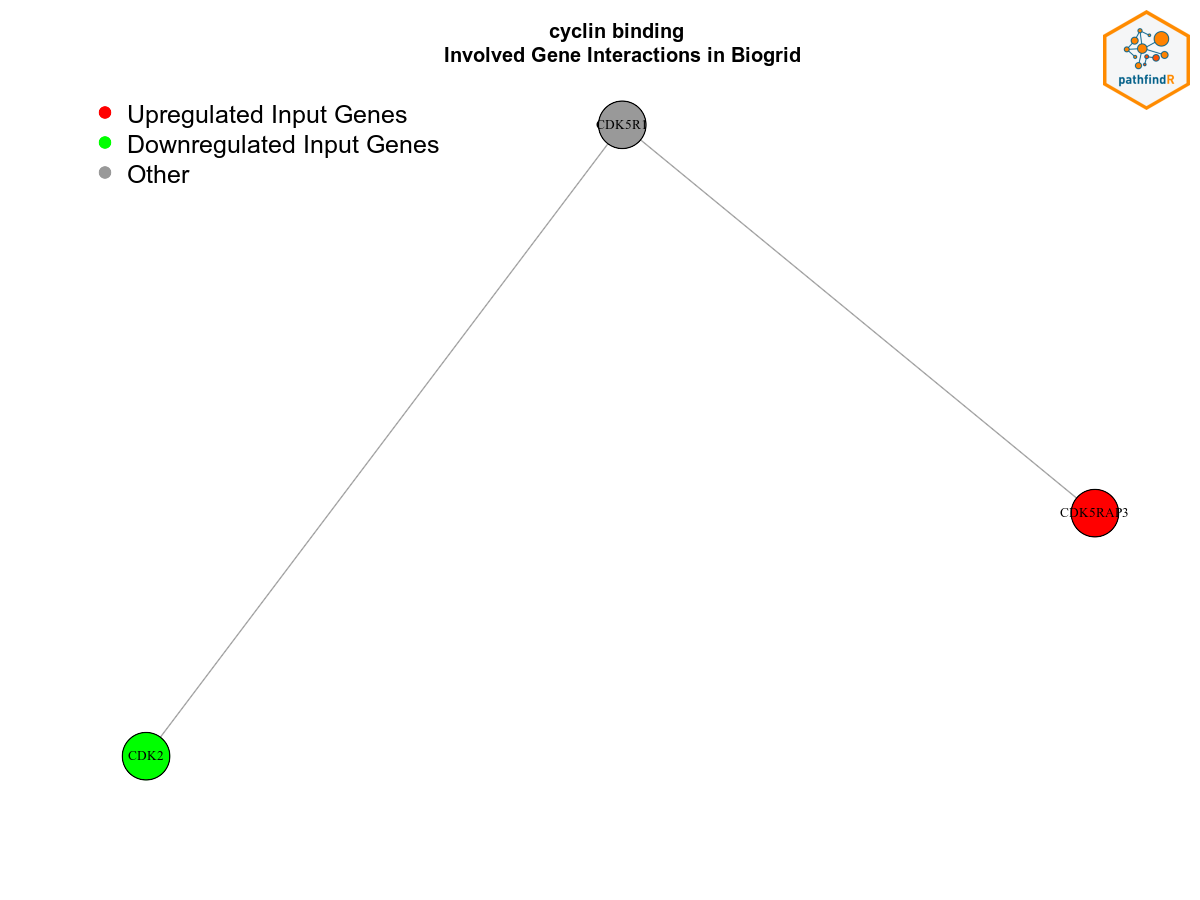 cyclin binding
Involved Gene Interactions in Biogrid
pathfindR
Upregulated Input Genes
Downregulated Input Genes
Other
CDK5R1
CDK5RAP3
CDK2